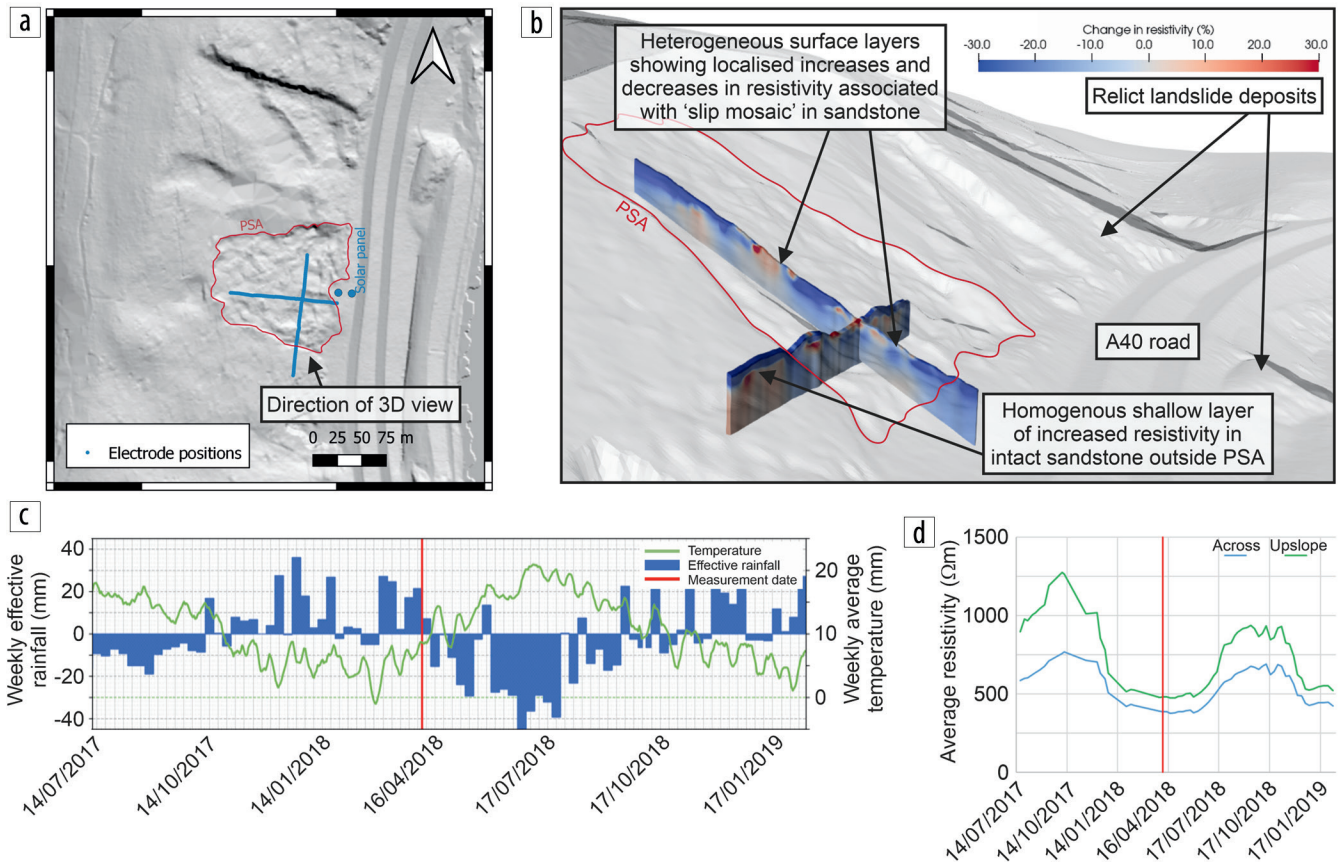 a
PSA
Solar panel
Direction of 3D view
0 25 50 75 m
Electrode positions
b
Heterogeneous surface layers
showing localised increases and
decreases in resistivity associated
with ‘slip mosaic’ in sandstone
Change in resistivity (%)
-30.0 -20.0 -10.0 0.0 10.0 20.0 30.0
Relict landslide deposits
PSA
A40 road
Homogenous shallow layer
of increased resistivity in
intact sandstone outside PSA
c
Weekly effective
rainfall (mm)
40
20
0
-20
-40
Temperature
Effective rainfall
Measurement date
20
10
0
Weekly average
temperature (mm)
14/07/2017
14/10/2017
14/01/2018
16/04/2018
17/07/2018
17/10/2018
17/01/2019
d
Average resistivity (Ωm)
1500
1000
500
0
Across Upslope
14/07/2017
14/10/2017
14/01/2018
16/04/2018
17/07/2018
17/10/2018
17/01/2019